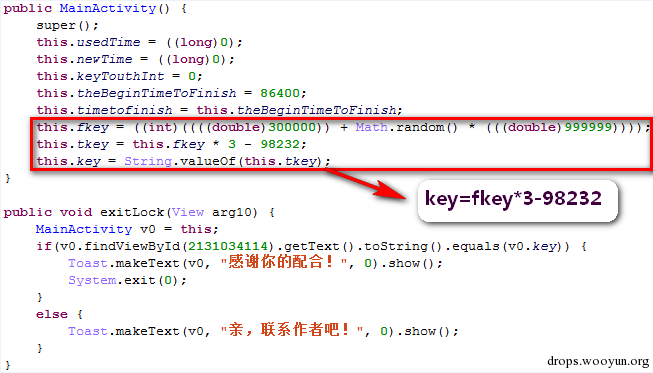 public MainActivity() {
super();
this.usedTime = ((long)0);
this.newTime = ((long)0);
this.keyTouthInt = 0;
this.theBeginTimeToFinish = 86400;
this.timetofinish = this.theBeginTimeToFinish;
this.fkey = ((int)((((double)300000)) + Math.random() * (((double)999999))));
this.tkey = this.fkey * 3 - 98232;
this.key = String.valueOf(this.tkey);
}
key=fkey*3-98232
public void exitLock(View arg10) {
MainActivity v0 = this;
if(v0.findViewById(2131034114).getText().toString().equals(v0.key)) {
Toast.makeText(v0, "感谢你的配合!", 0).show();
System.exit(0);
}
else {
Toast.makeText(v0, "亲，联系作者吧!", 0).show();
}
}
drops.wooyun.org